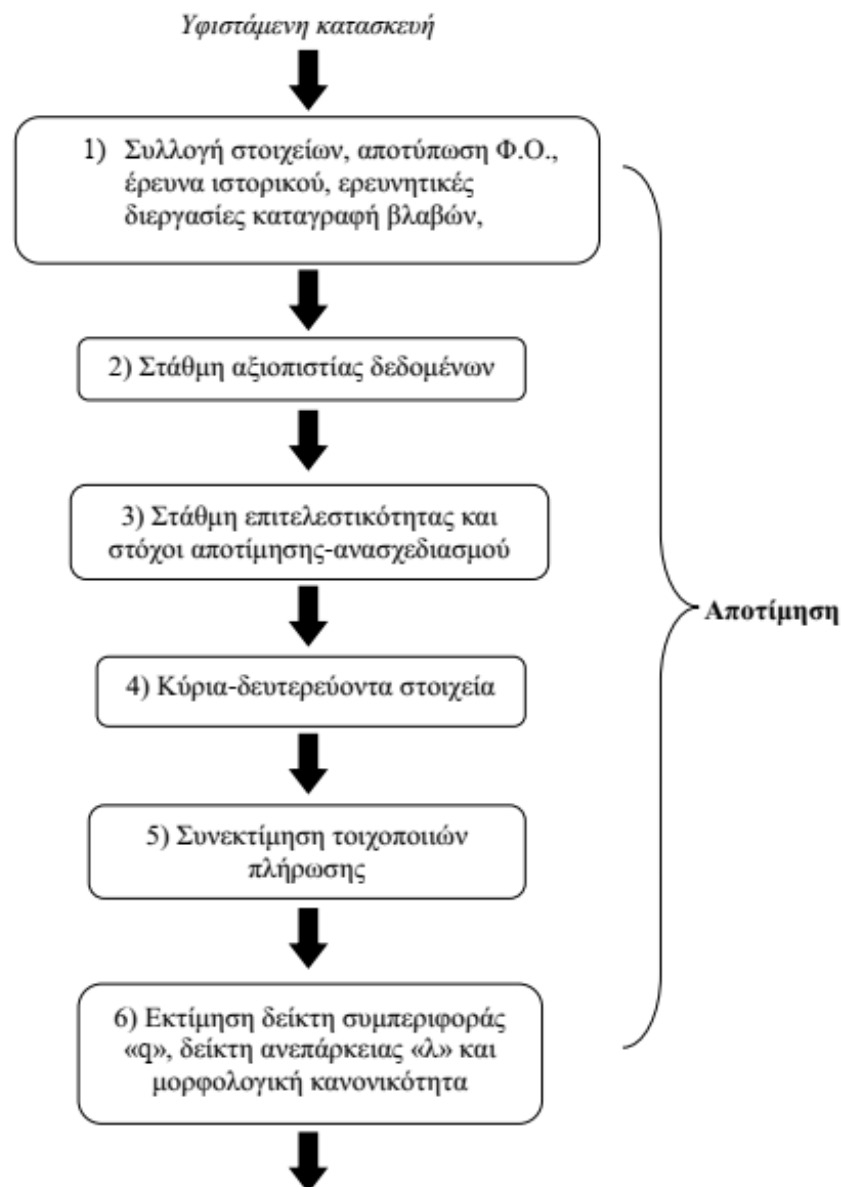 Υφιστάμενη κατασκευή
1) Συλλογή στοιχείων, αποτύπωση Φ.Ο.,
έρευνα ιστορικού, ερευνητικές
διεργασίες καταγραφή βλαβών,
2) Στάθμη αξιοπιστίας δεδομένων
3) Στάθμη επιτελεστικότητας και
στόχοι αποτίμησης-ανασχεδιασμού
4) Κύρια-δευτερεύοντα στοιχεία
5) Συνεκτίμηση τοιχοποιιών
πλήρωσης
6) Εκτίμηση δείκτη συμπεριφοράς
«q», δείκτη ανεπάρκειας «λ» και
μορφολογική κανονικότητα
Αποτίμηση